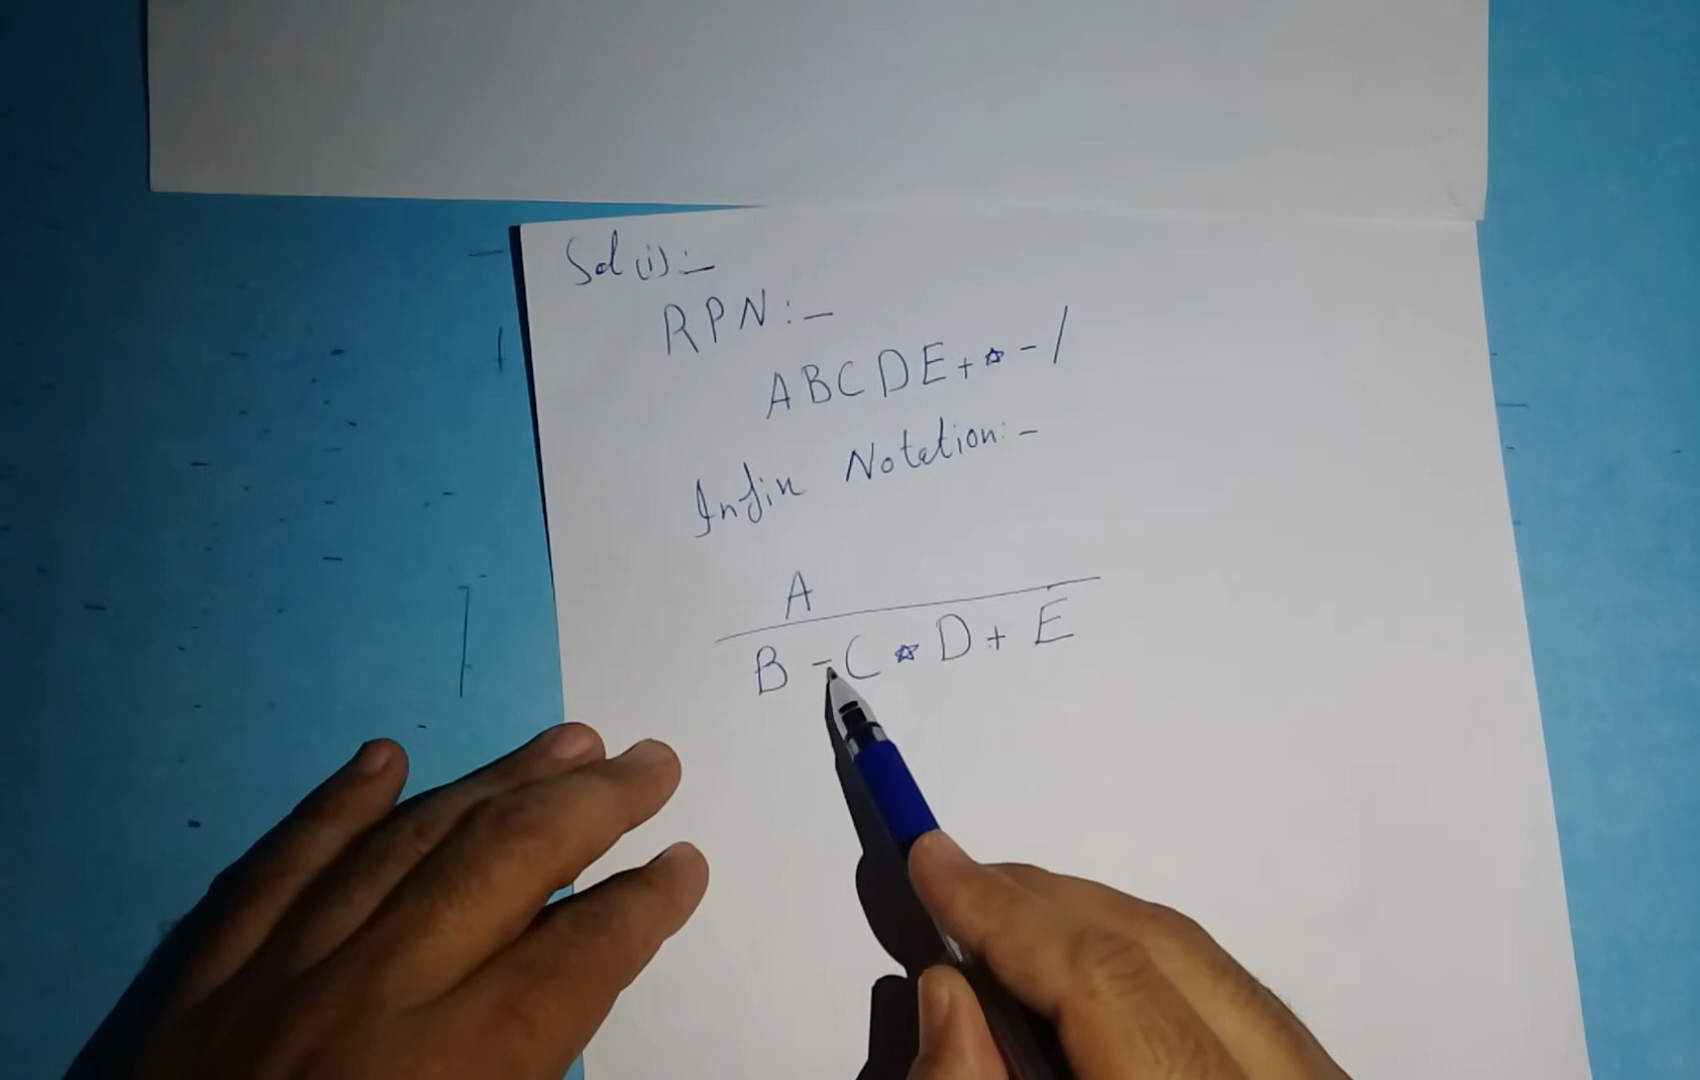 Sol (i) :-
RPN :-
ABCDE+*-/
Infix Notation :-
A
B - C * D + E